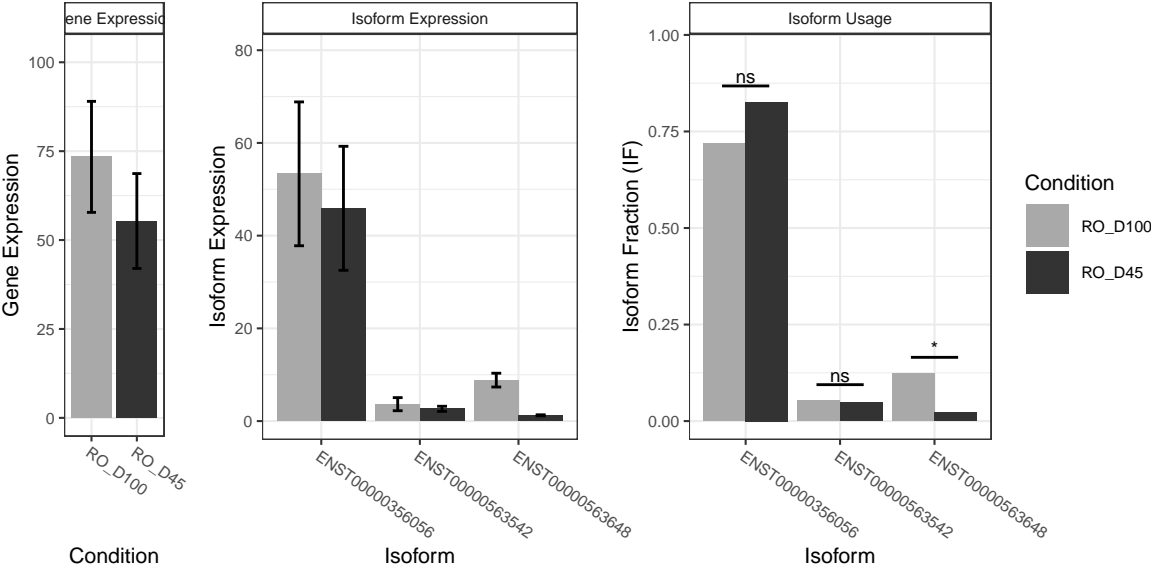 ene Expressio
Gene Expression
100
75
50
25
0
RO_D100
RO_D45
Condition
Isoform Expression
Isoform Expression
80
60
40
20
0
ENST00000356056
ENST00000563542
ENST00000563648
Isoform
Isoform Usage
Isoform Fraction (IF)
1.00
0.75
0.50
0.25
0.00
ns
ns
*
ENST00000356056
ENST00000563542
ENST00000563648
Isoform
Condition
RO_D100
RO_D45